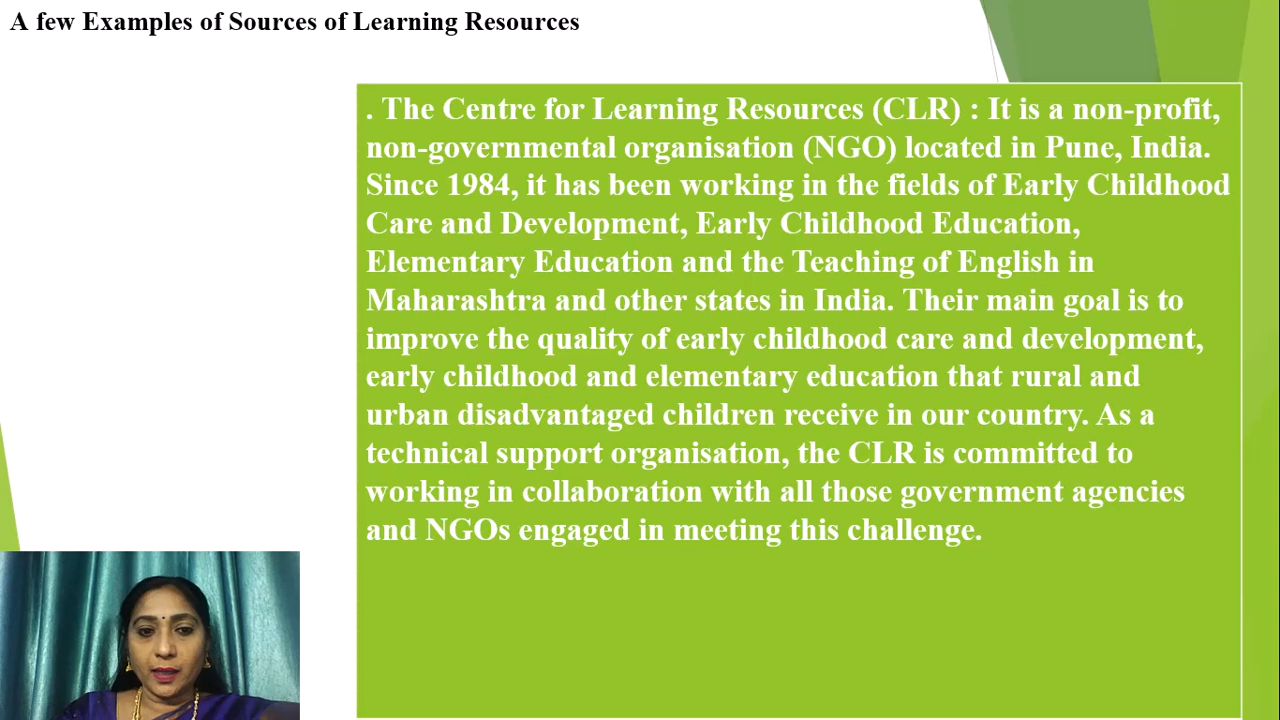 A few Examples of Sources of Learning Resources
. The Centre for Learning Resources (CLR) : It is a non-profit,
non-governmental organisation (NGO) located in Pune, India.
Since 1984, it has been working in the fields of Early Childhood
Care and Development, Early Childhood Education,
Elementary Education and the Teaching of English in
Maharashtra and other states in India. Their main goal is to
improve the quality of early childhood care and development,
early childhood and elementary education that rural and
urban disadvantaged children receive in our country. As a
technical support organisation, the CLR is committed to
working in collaboration with all those government agencies
and NGOs engaged in meeting this challenge.